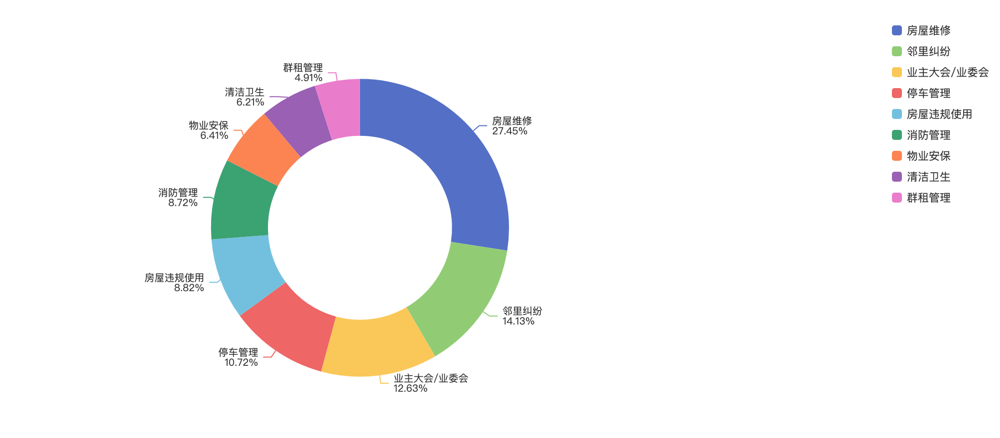 群租管理
4.91%
清洁卫生
6.21%
物业安保
6.41%
消防管理
8.72%
房屋违规使用
8.82%
停车管理
10.72%
房屋维修
27.45%
邻里纠纷
14.13%
业主大会/业委会
12.63%
房屋维修
邻里纠纷
业主大会/业委会
停车管理
房屋违规使用
消防管理
物业安保
清洁卫生
群租管理